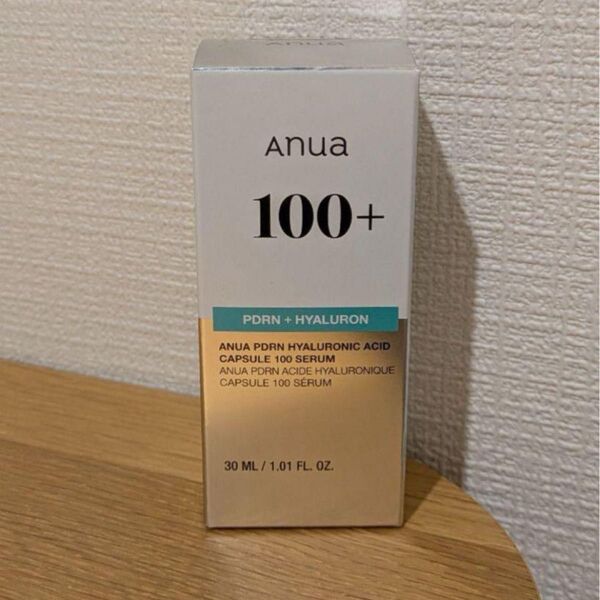 Anua
Anua
100+
PDRN + HYALURON
ANUA PDRN HYALURONIC ACID
CAPSULE 100 SERUM
ANUA PDRN ACIDE HYALURONIQUE
CAPSULE 100 SÉRUM
30 ML / 1.01 FL. OZ.